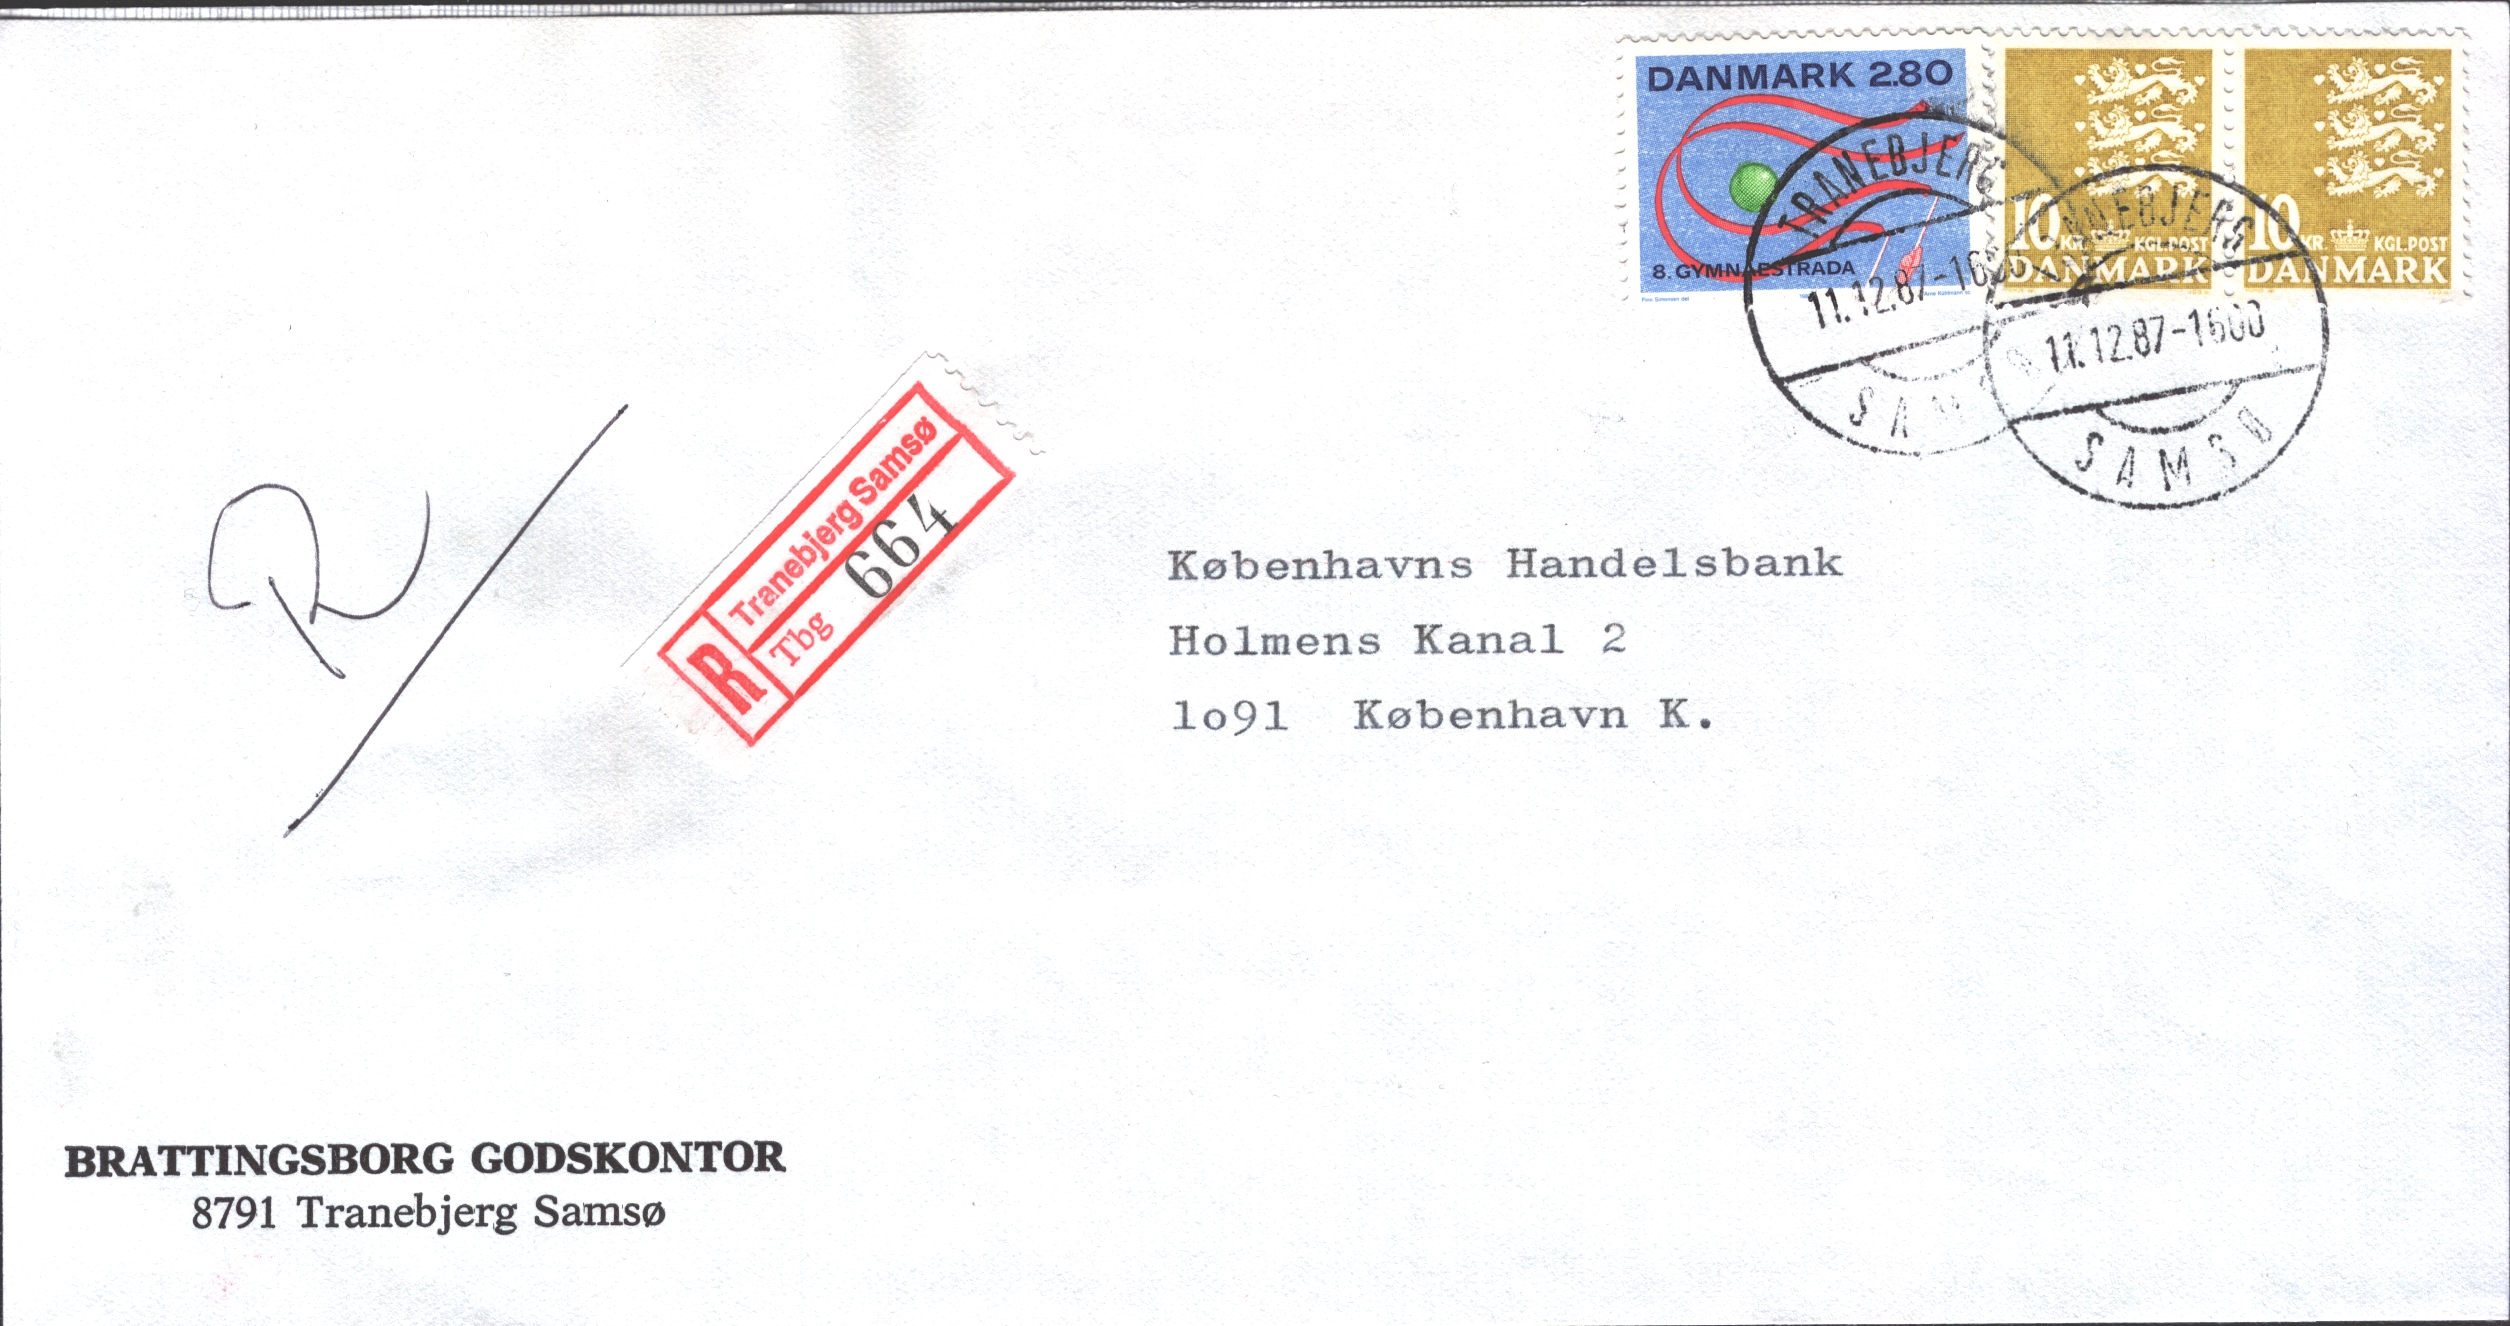 DANMARK 2.80
8. GYMNAESTRADA
10 KR. KGL.POST
DANMARK
10 KR. KGL.POST
DANMARK
TRANEBJERG
11.12.87-1600
SAMSØ
TRANEBJERG
11.12.87-1600
SAMSØ
R
R
Tranebjerg Samsø
Tbg 664
Københavns Handelsbank
Holmens Kanal 2
1o91 København K.
BRATTINGSBORG GODSKONTOR
8791 Tranebjerg Samsø